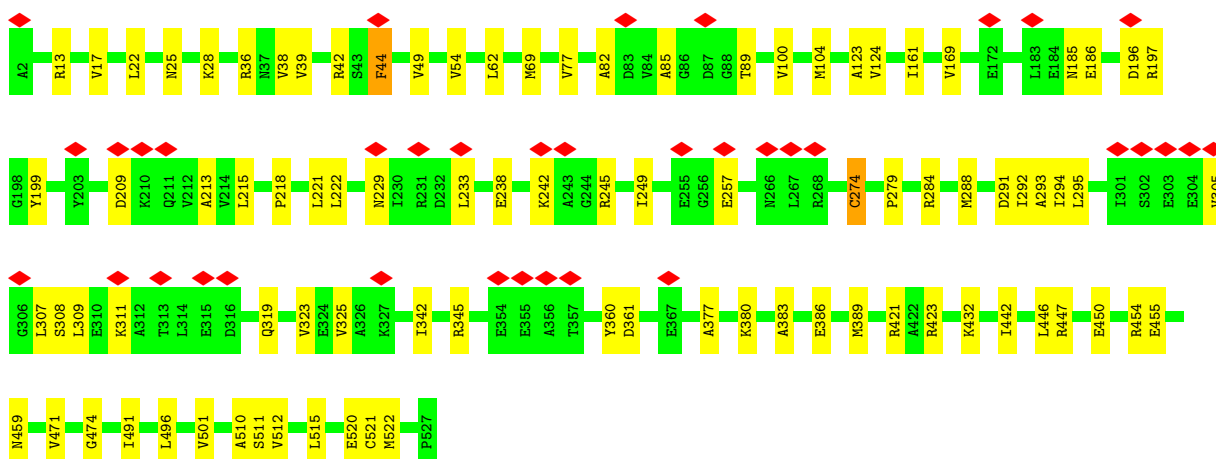 A2 R13 V17 L22 N25 K28 R36 N37 V38 V39 R42 S43 F44 V49 V54 L62 M69 V77 A82 D83 V84 A85 G86 D87 G88 T89 V100 M104 A123 V124 I161 V169 E172 L183 E184 N185 E186 D196 R197
G198 Y199 Y203 D209 K210 Q211 V212 A213 V214 L215 P218 L221 L222 N229 I230 R231 D232 L233 E238 K242 A243 G244 R245 I249 E255 G256 E257 N266 L267 R268 C274 P279 R284 M288 D291 I292 A293 I294 L295 I301 S302 E303 E304 V305
G306 L307 S308 L309 E310 K311 A312 T313 L314 E315 D316 Q319 V323 E324 V325 A326 K327 I342 R345 E354 E355 A356 T357 Y360 D361 E367 A377 K380 A383 E386 M389 R421 A422 R423 K432 I442 L446 R447 E450 R454 E455
N459 V471 G474 I491 L496 V501 A510 S511 V512 L515 E520 C521 M522 P527